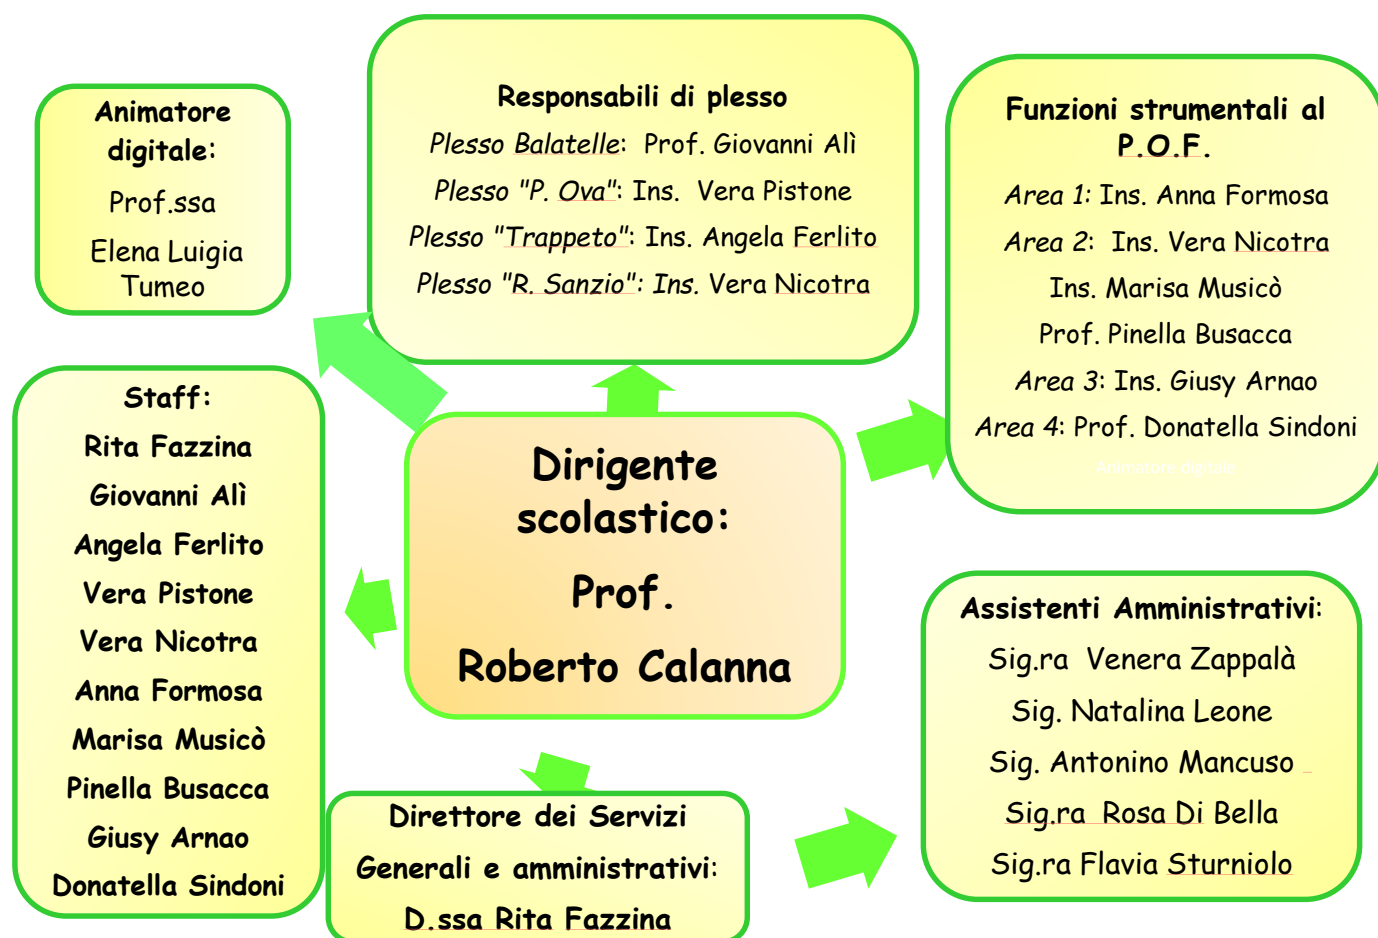 Animatore
digitale:
Prof.ssa
Elena Luigia
Tumeo
Responsabili di plesso
Plesso Balatelle: Prof. Giovanni Alì
Plesso "P. Ova": Ins. Vera Pistone
Plesso "Trappeto": Ins. Angela Ferlito
Plesso "R. Sanzio": Ins. Vera Nicotra
Funzioni strumentali al
P.O.F.
Area 1: Ins. Anna Formosa
Area 2: Ins. Vera Nicotra
Ins. Marisa Musicò
Prof. Pinella Busacca
Area 3: Ins. Giusy Arnao
Area 4: Prof. Donatella Sindoni
Animatore digitale
Staff:
Rita Fazzina
Giovanni Alì
Angela Ferlito
Vera Pistone
Vera Nicotra
Anna Formosa
Marisa Musicò
Pinella Busacca
Giusy Arnao
Donatella Sindoni
Dirigente
scolastico:
Prof.
Roberto Calanna
Direttore dei Servizi
Generali e amministrativi:
D.ssa Rita Fazzina
Assistenti Amministrativi:
Sig.ra Venera Zappalà
Sig. Natalina Leone
Sig. Antonino Mancuso
Sig.ra Rosa Di Bella
Sig.ra Flavia Sturniolo